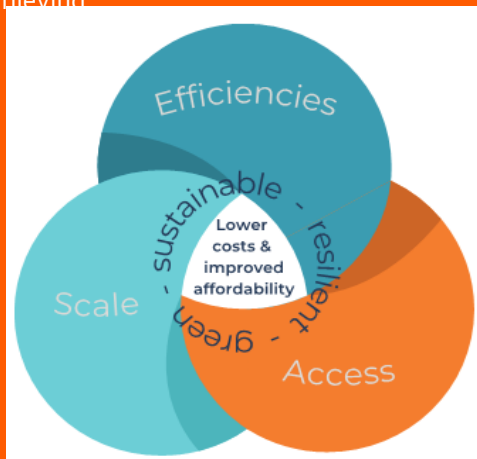 Efficiencies
sustainable - resilient - green -
Lower
costs &
improved
affordability
Scale
Access